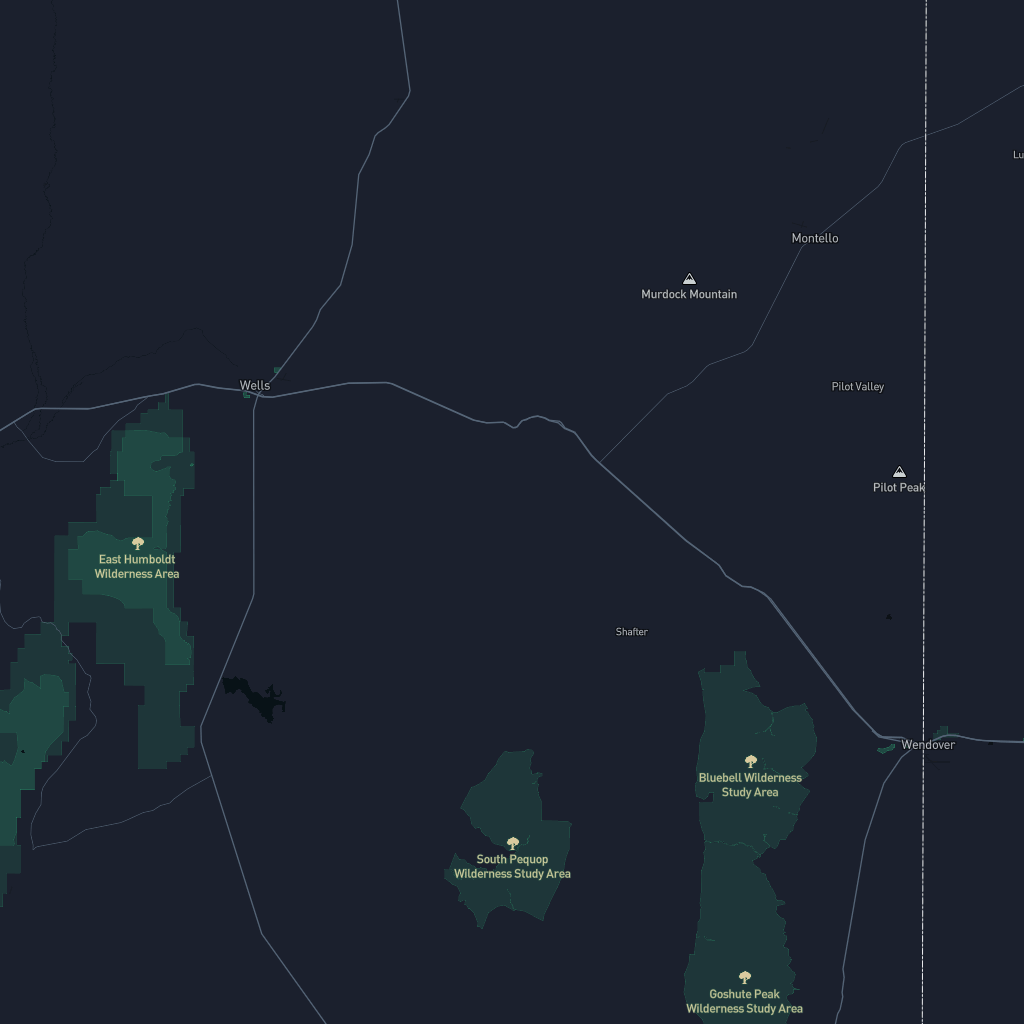 Lu
Montello
Murdock Mountain
Wells
Pilot Valley
Pilot Peak
East Humboldt
Wilderness Area
Shafter
Wendover
Bluebell Wilderness
Study Area
South Pequop
Wilderness Study Area
Goshute Peak
Wilderness Study Area